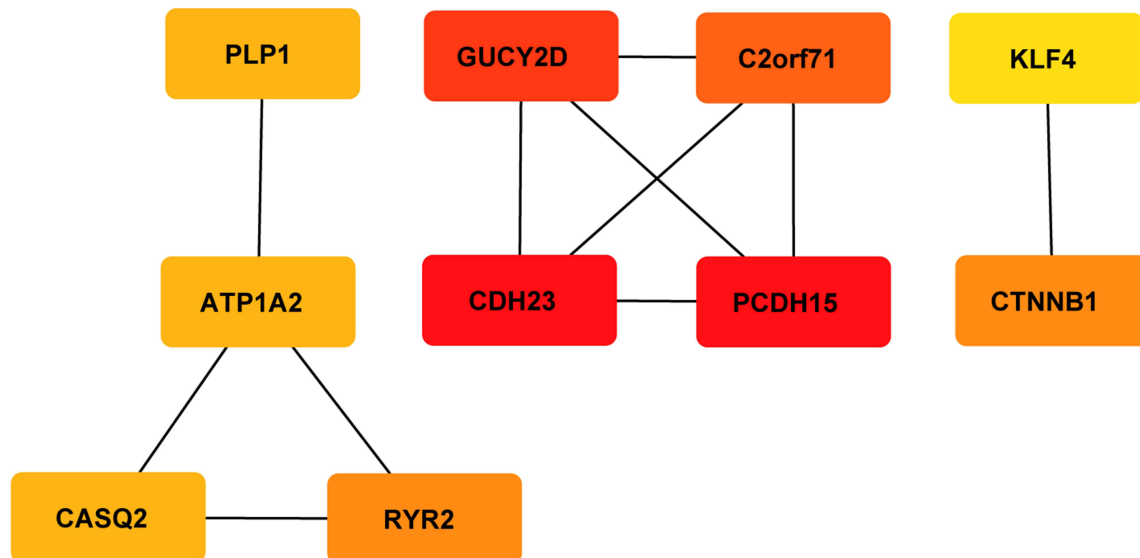 PLP1
GUCY2D
C2orf71
KLF4
ATP1A2
CDH23
PCDH15
CTNNB1
CASQ2
RYR2